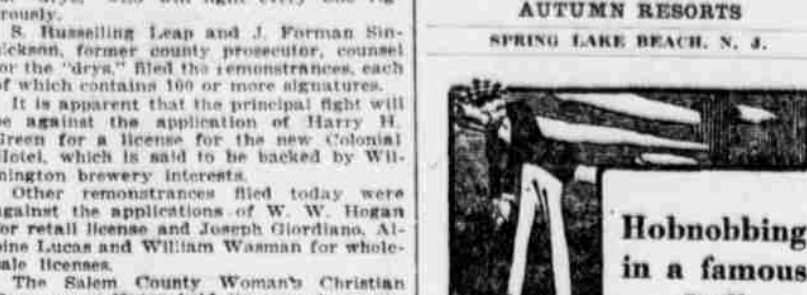 rously.
S. Russelling Leap and J. Forman Sin-
ickson, former county prosecutor, counsel
or the "drys," filed the remonstrances, each
of which contains 100 or more signatures.
It is apparent that the principal fight will
be against the application of Harry H.
Green for a license for the new Colonial
Hotel, which is said to be backed by Wil-
mington brewery interests.
Other remonstrances filed today were
against the applications of W. W. Hogan
for retail license and Joseph Giordiano, Al-
bine Lucas and William Wasman for whole-
sale licenses.
The Salem County Woman's Christian
AUTUMN RESORTS
SPRING LAKE BEACH, N. J.
Hobnobbing
in a famous